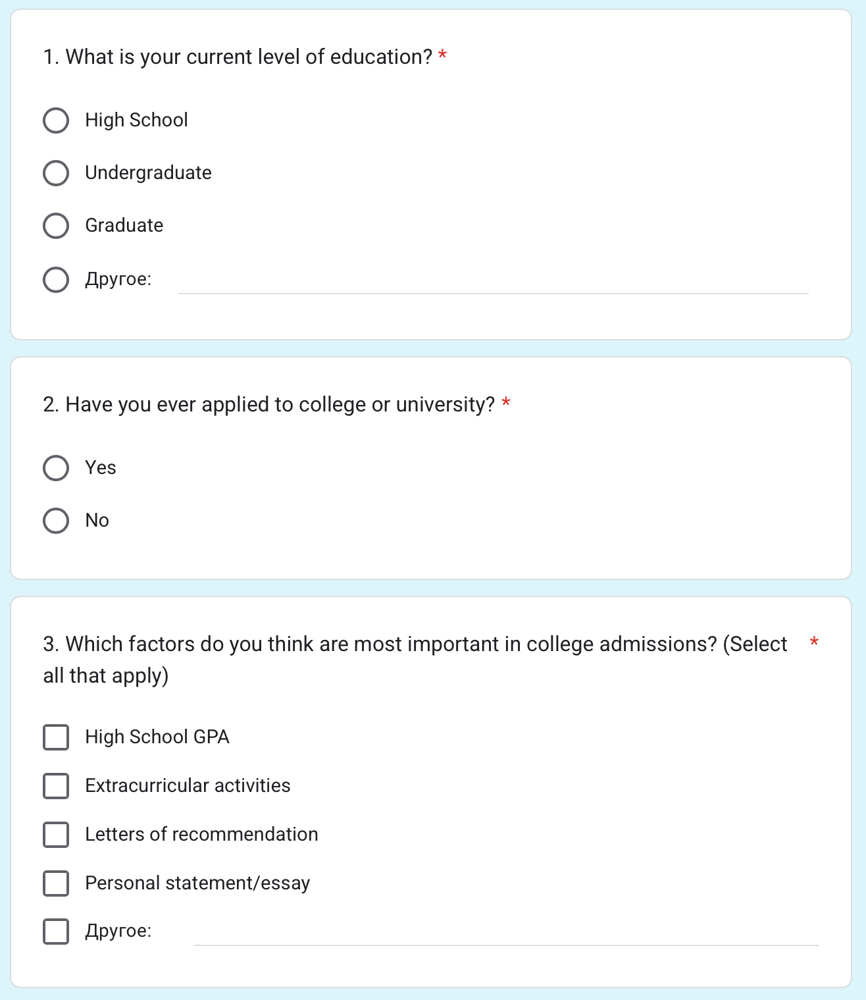 1. What is your current level of education? *
High School
Undergraduate
Graduate
Другое:
2. Have you ever applied to college or university? *
Yes
No
3. Which factors do you think are most important in college admissions? (Select *
all that apply)
High School GPA
Extracurricular activities
Letters of recommendation
Personal statement/essay
Другое: